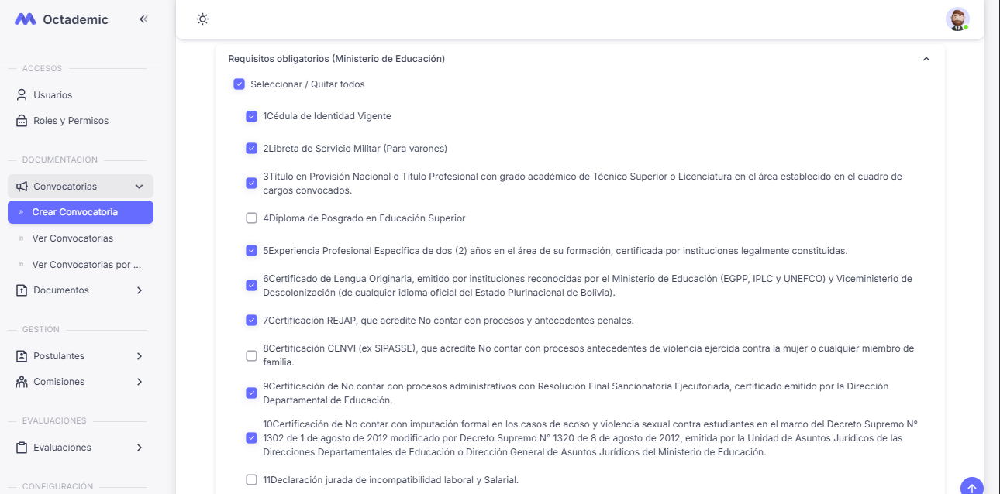 Octademic
ACCESOS
Usuarios
Roles y Permisos
DOCUMENTACION
Convocatorias
Crear Convocatoria
Ver Convocatorias
Ver Convocatorias por ...
Documentos
GESTIÓN
Postulantes
Comisiones
EVALUACIONES
Evaluaciones
CONFIGURACIÓN
Requisitos obligatorios (Ministerio de Educación)
Seleccionar / Quitar todos
1Cédula de Identidad Vigente
2Libreta de Servicio Militar (Para varones)
3Título en Provisión Nacional o Título Profesional con grado académico de Técnico Superior o Licenciatura en el área establecido en el cuadro de
cargos convocados.
4Diploma de Posgrado en Educación Superior
5Experiencia Profesional Específica de dos (2) años en el área de su formación, certificada por instituciones legalmente constituidas.
6Certificado de Lengua Originaria, emitido por instituciones reconocidas por el Ministerio de Educación (EGPP, IPLC y UNEFCO) y Viceministerio de
Descolonización (de cualquier idioma oficial del Estado Plurinacional de Bolivia).
7Certificación REJAP, que acredite No contar con procesos y antecedentes penales.
8Certificación CENVI (ex SIPASSE), que acredite No contar con procesos antecedentes de violencia ejercida contra la mujer o cualquier miembro de
familia.
9Certificación de No contar con procesos administrativos con Resolución Final Sancionatoria Ejecutoriada, certificado emitido por la Dirección
Departamental de Educación.
10Certificación de No contar con imputación formal en los casos de acoso y violencia sexual contra estudiantes en el marco del Decreto Supremo N°
1302 de 1 de agosto de 2012 modificado por Decreto Supremo N° 1320 de 8 de agosto de 2012, emitida por la Unidad de Asuntos Jurídicos de las
Direcciones Departamentales de Educación o Dirección General de Asuntos Jurídicos del Ministerio de Educación.
11Declaración jurada de incompatibilidad laboral y Salarial.